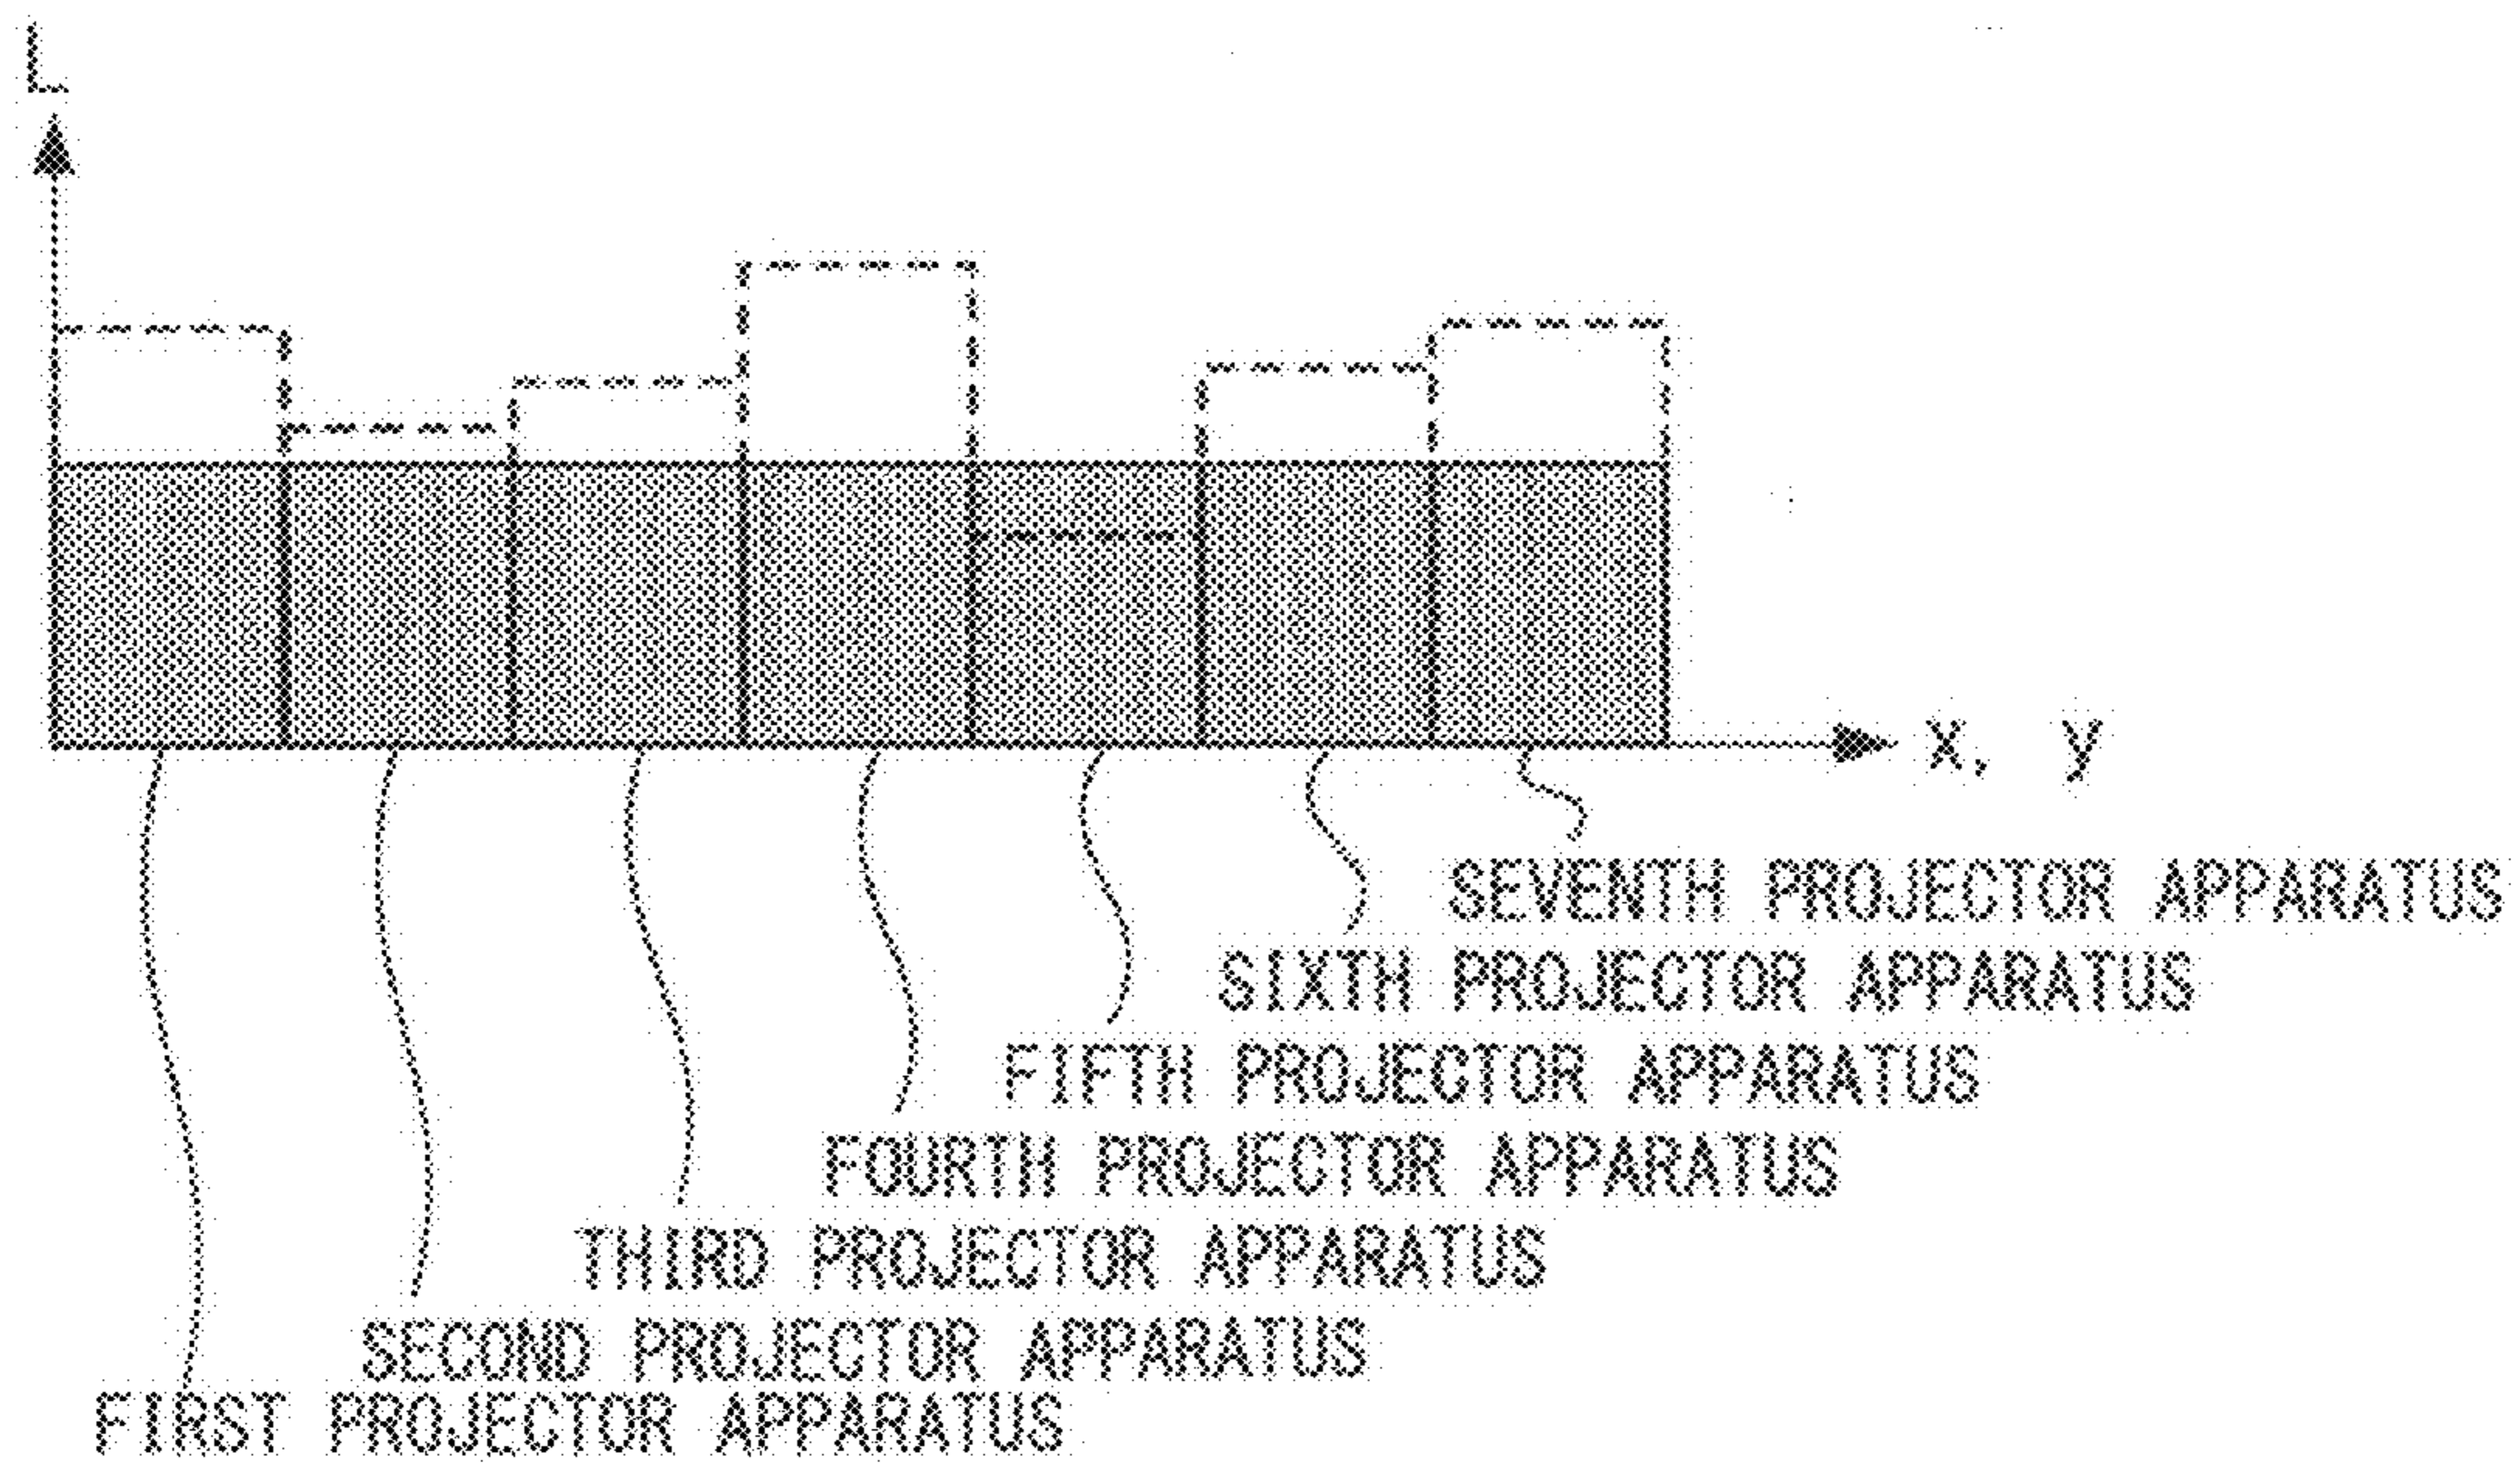 L
x, y
SEVENTH PROJECTOR APPARATUS
SIXTH PROJECTOR APPARATUS
FIFTH PROJECTOR APPARATUS
FOURTH PROJECTOR APPARATUS
THIRD PROJECTOR APPARATUS
SECOND PROJECTOR APPARATUS
FIRST PROJECTOR APPARATUS